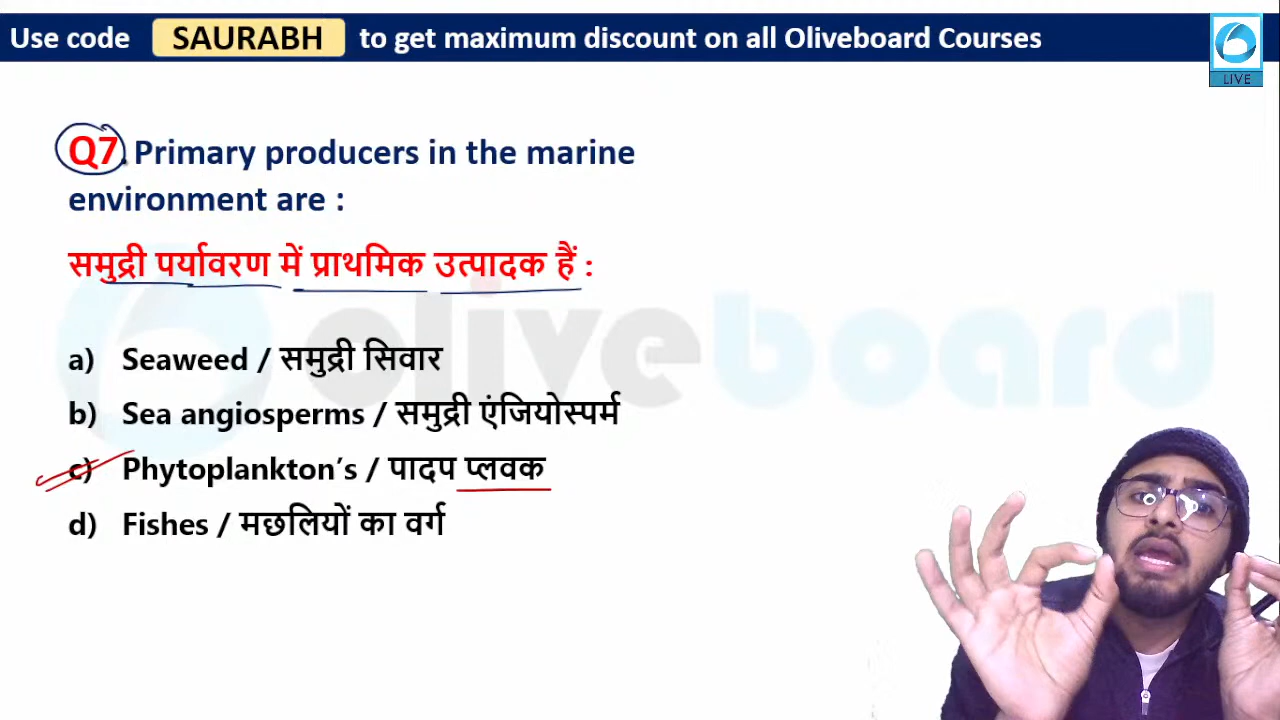 Use code SAURABH to get maximum discount on all Oliveboard Courses
LIVE
Q7. Primary producers in the marine
environment are :
समुद्री पर्यावरण में प्राथमिक उत्पादक हैं :
a) Seaweed / समुद्री सिवार
b) Sea angiosperms / समुद्री एंजियोस्पर्म
c) Phytoplankton's / पादप प्लवक
d) Fishes / मछलियों का वर्ग
oliveboard